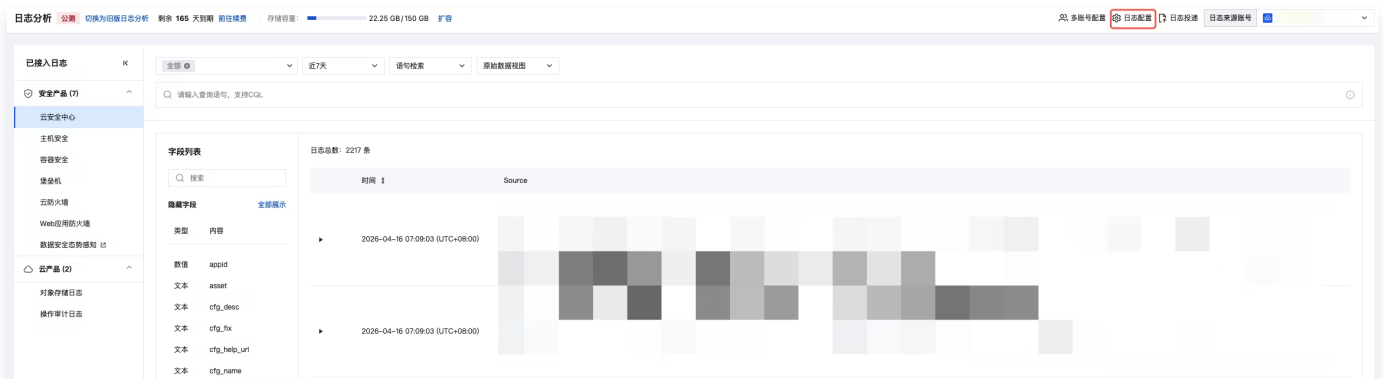 日志分析 公测 切换为旧版日志分析 剩余 165 天到期 前往续费 存储容量: 22.25 GB/150 GB 扩容 多账号配置 日志配置 日志投递 日志来源账号
已接入日志
全部 近7天 语句检索 原始数据视图
安全产品 (7)
请输入查询语句，支持CQL
云安全中心
主机安全
容器安全
堡垒机
云防火墙
Web应用防火墙
数据安全态势感知
云产品 (2)
对象存储日志
操作审计日志
字段列表
搜索
隐藏字段 全部展示
类型 内容
数值 appid
文本 asset
文本 cfg_desc
文本 cfg_fix
文本 cfg_help_url
文本 cfg_name
日志总数: 2217 条
时间 Source
2026-04-16 07:09:03 (UTC+08:00)
2026-04-16 07:09:03 (UTC+08:00)